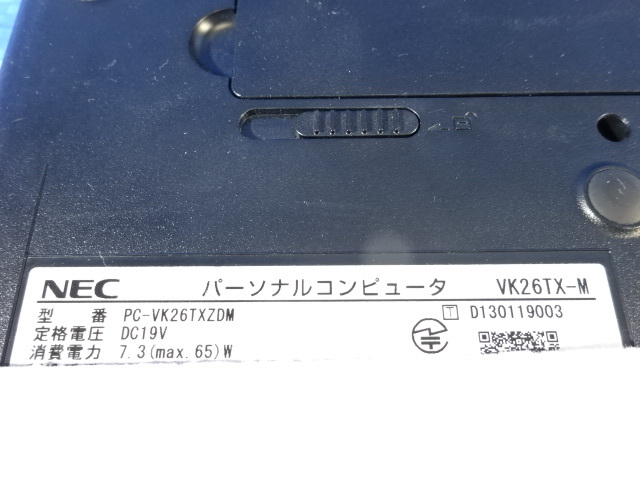 NEC パーソナルコンピュータ VK26TX-M
型 番 PC-VK26TXZDM T D130119003
定格電圧 DC19V
消費電力 7.3(max.65)W